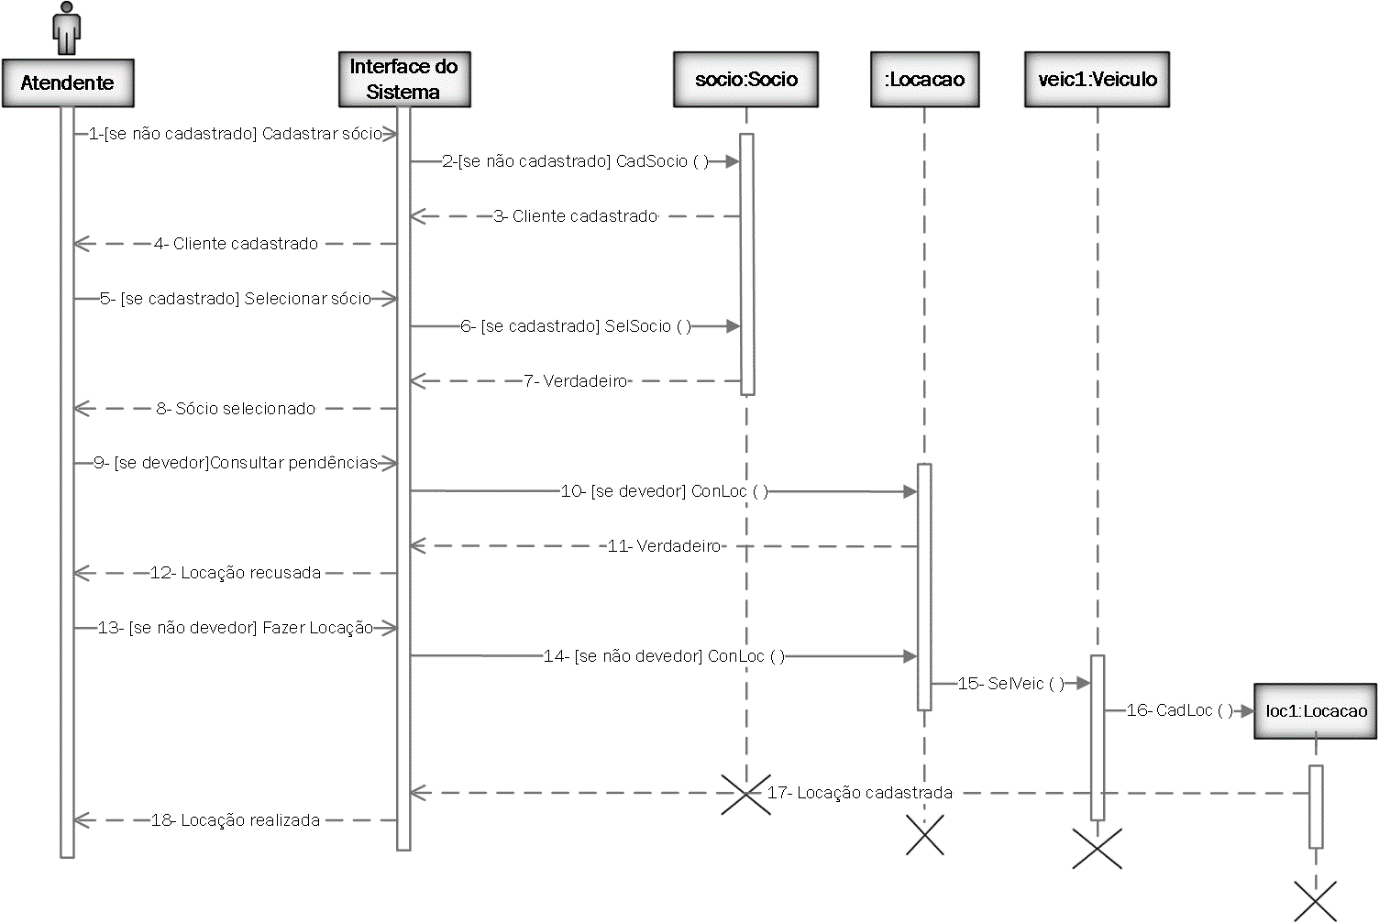 Atendente
Interface do
Sistema
socio:Socio
:Locacao
veic1:Veiculo
1-[se não cadastrado] Cadastrar sócio
2-[se não cadastrado] CadSocio ( )
3- Cliente cadastrado
4- Cliente cadastrado
5- [se cadastrado] Selecionar sócio
6- [se cadastrado] SelSocio ( )
7- Verdadeiro
8- Sócio selecionado
9- [se devedor]Consultar pendências
10- [se devedor] ConLoc ( )
11- Verdadeiro
12- Locação recusada
13- [se não devedor] Fazer Locação
14- [se não devedor] ConLoc ( )
15- SelVeic ( )
16- CadLoc ( )
loc1:Locacao
17- Locação cadastrada
18- Locação realizada